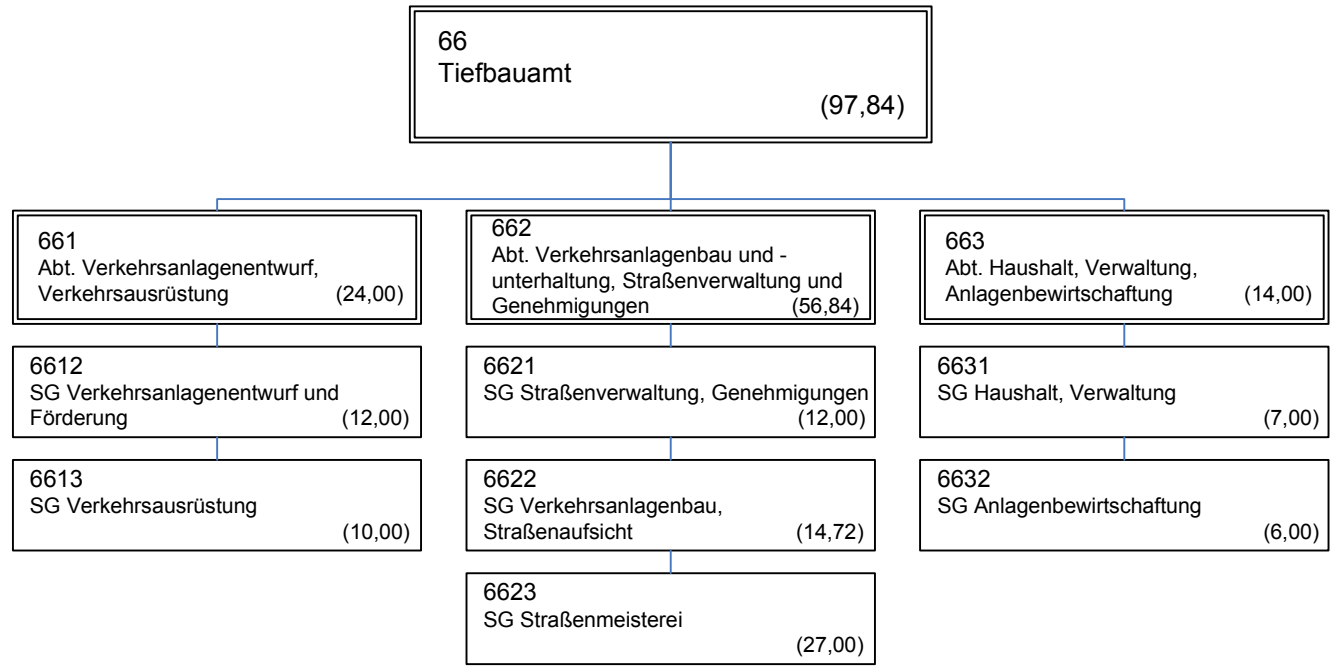 66
Tiefbauamt
(97,84)
661
Abt. Verkehrsanlagenentwurf,
Verkehrsausrüstung (24,00)
662
Abt. Verkehrsanlagenbau und -
unterhaltung, Straßenverwaltung und
Genehmigungen (56,84)
663
Abt. Haushalt, Verwaltung,
Anlagenbewirtschaftung (14,00)
6612
SG Verkehrsanlagenentwurf und
Förderung (12,00)
6621
SG Straßenverwaltung, Genehmigungen
(12,00)
6631
SG Haushalt, Verwaltung
(7,00)
6613
SG Verkehrsausrüstung
(10,00)
6622
SG Verkehrsanlagenbau,
Straßenaufsicht (14,72)
6632
SG Anlagenbewirtschaftung
(6,00)
6623
SG Straßenmeisterei
(27,00)